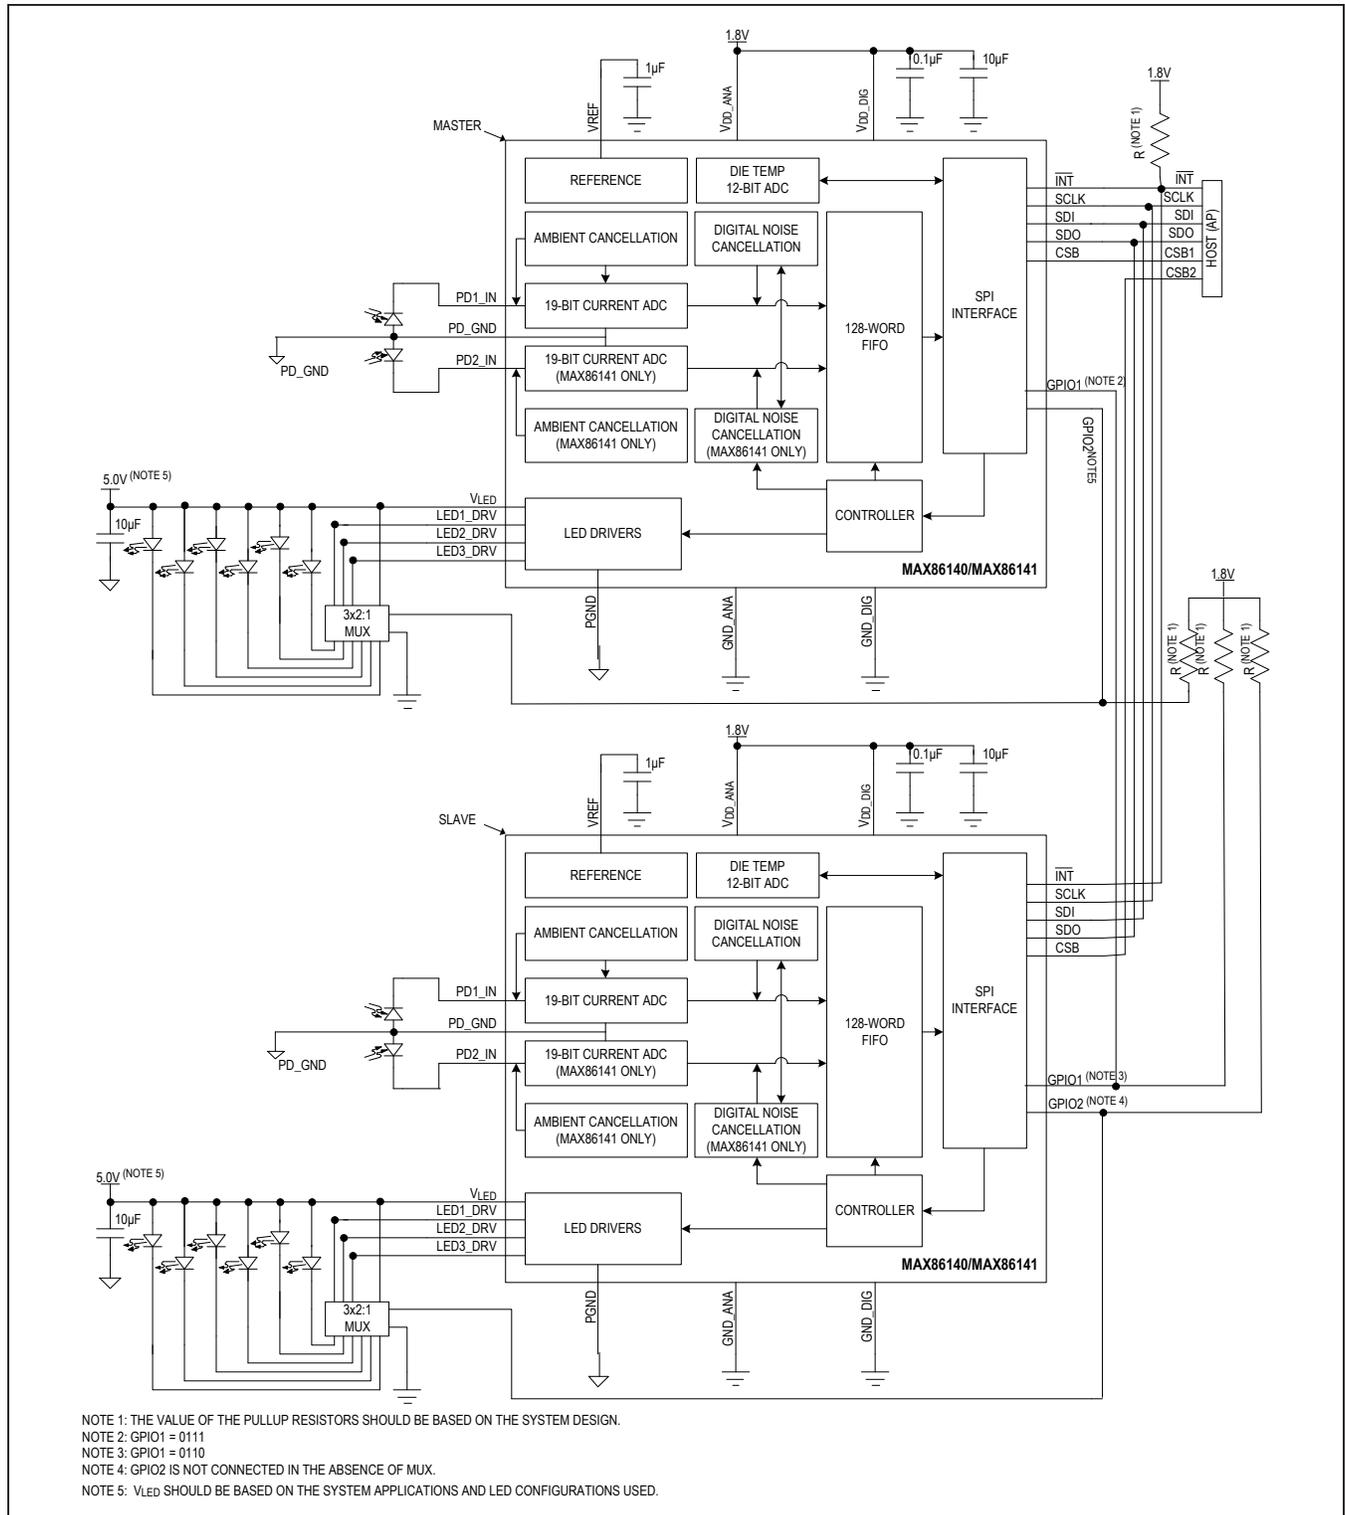 1.8V
1µF
0.1µF
10µF
VREF
VDD_ANA
VDD_DIG
1.8V
R (NOTE 1)
MASTER
REFERENCE
DIE TEMP
12-BIT ADC
AMBIENT CANCELLATION
DIGITAL NOISE
CANCELLATION
19-BIT CURRENT ADC
19-BIT CURRENT ADC
(MAX86141 ONLY)
AMBIENT CANCELLATION
(MAX86141 ONLY)
DIGITAL NOISE
CANCELLATION
(MAX86141 ONLY)
128-WORD
FIFO
SPI
INTERFACE
CONTROLLER
LED DRIVERS
MAX86140/MAX86141
INT
SCLK
SDI
SDO
CSB
INT
SCLK
SDI
SDO
CSB1
CSB2
HOST (AP)
GPIO1 (NOTE 2)
GPIO2NOTE5
PD1_IN
PD_GND
PD2_IN
PD_GND
5.0V (NOTE 5)
10µF
VLED
LED1_DRV
LED2_DRV
LED3_DRV
3x2:1
MUX
PGND
GND_ANA
GND_DIG
1.8V
R (NOTE 1)
R (NOTE 1)
R (NOTE 1)
1.8V
1µF
0.1µF
10µF
VREF
VDD_ANA
VDD_DIG
SLAVE
REFERENCE
DIE TEMP
12-BIT ADC
AMBIENT CANCELLATION
DIGITAL NOISE
CANCELLATION
19-BIT CURRENT ADC
19-BIT CURRENT ADC
(MAX86141 ONLY)
AMBIENT CANCELLATION
(MAX86141 ONLY)
DIGITAL NOISE
CANCELLATION
(MAX86141 ONLY)
128-WORD
FIFO
SPI
INTERFACE
CONTROLLER
LED DRIVERS
MAX86140/MAX86141
INT
SCLK
SDI
SDO
CSB
GPIO1 (NOTE 3)
GPIO2 (NOTE 4)
PD1_IN
PD_GND
PD2_IN
PD_GND
5.0V (NOTE 5)
10µF
VLED
LED1_DRV
LED2_DRV
LED3_DRV
3x2:1
MUX
PGND
GND_ANA
GND_DIG
NOTE 1: THE VALUE OF THE PULLUP RESISTORS SHOULD BE BASED ON THE SYSTEM DESIGN.
NOTE 2: GPIO1 = 0111
NOTE 3: GPIO1 = 0110
NOTE 4: GPIO2 IS NOT CONNECTED IN THE ABSENCE OF MUX.
NOTE 5: VLED SHOULD BE BASED ON THE SYSTEM APPLICATIONS AND LED CONFIGURATIONS USED.